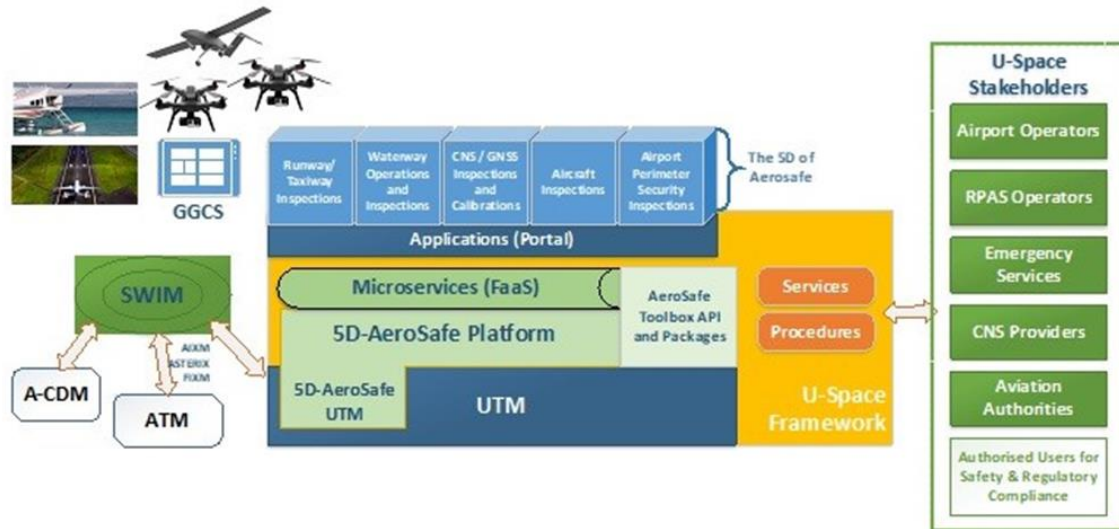 GGCS
Runway/
Taxiway
Inspections
Waterway
Operations
and
Inspections
CNS / GNSS
Inspections
and
Calibrations
Aircraft
Inspections
Airport
Perimeter
Security
Inspections
The 5D of
Aerosafe
Applications (Portal)
SWIM
AIXM
ASTERIX
FIXM
A-CDM
ATM
Microservices (FaaS)
5D-AeroSafe Platform
AeroSafe
Toolbox API
and Packages
5D-AeroSafe
UTM
UTM
Services
Procedures
U-Space
Framework
U-Space
Stakeholders
Airport Operators
RPAS Operators
Emergency
Services
CNS Providers
Aviation
Authorities
Authorised Users for
Safety & Regulatory
Compliance